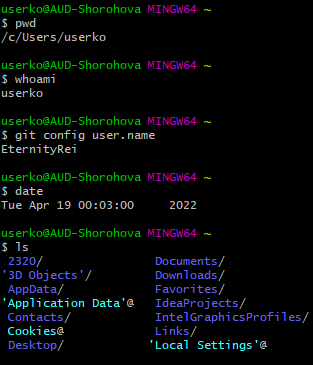 userko@AUD-Shorohova MINGW64 ~
$ pwd
/c/Users/userko
userko@AUD-Shorohova MINGW64 ~
$ whoami
userko
userko@AUD-Shorohova MINGW64 ~
$ git config user.name
EternityRei
userko@AUD-Shorohova MINGW64 ~
$ date
Tue Apr 19 00:03:00     2022
userko@AUD-Shorohova MINGW64 ~
$ ls
 2320/                Documents/
'3D Objects'/         Downloads/
 AppData/             Favorites/
'Application Data'@   IdeaProjects/
 Contacts/            IntelGraphicsProfiles/
 Cookies@             Links/
 Desktop/            'Local Settings'@